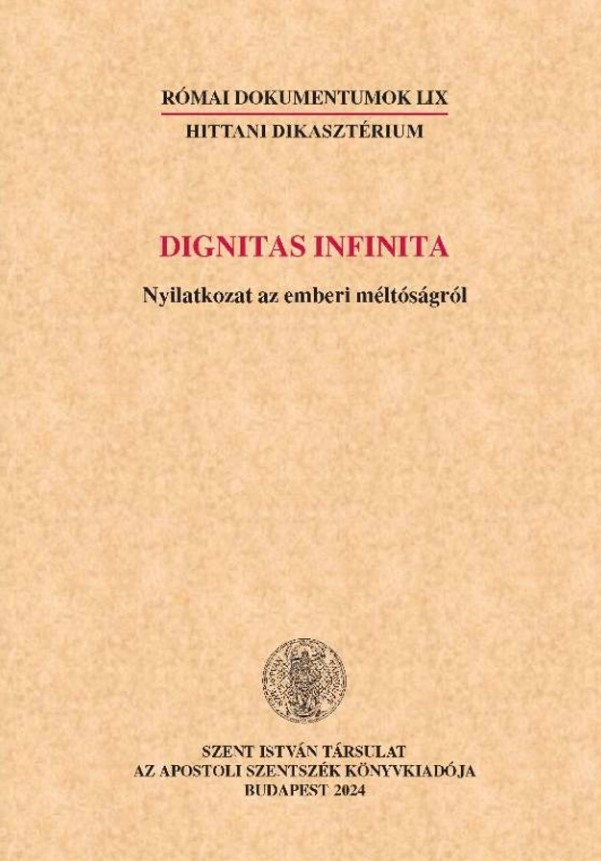 RÓMAI DOKUMENTUMOK LIX
HITTANI DIKASZTÉRIUM
DIGNITAS INFINITA
Nyilatkozat az emberi méltóságról
SZENT ISTVÁN TÁRSULAT
AZ APOSTOLI SZENTSZÉK KÖNYVKIADÓJA
BUDAPEST 2024